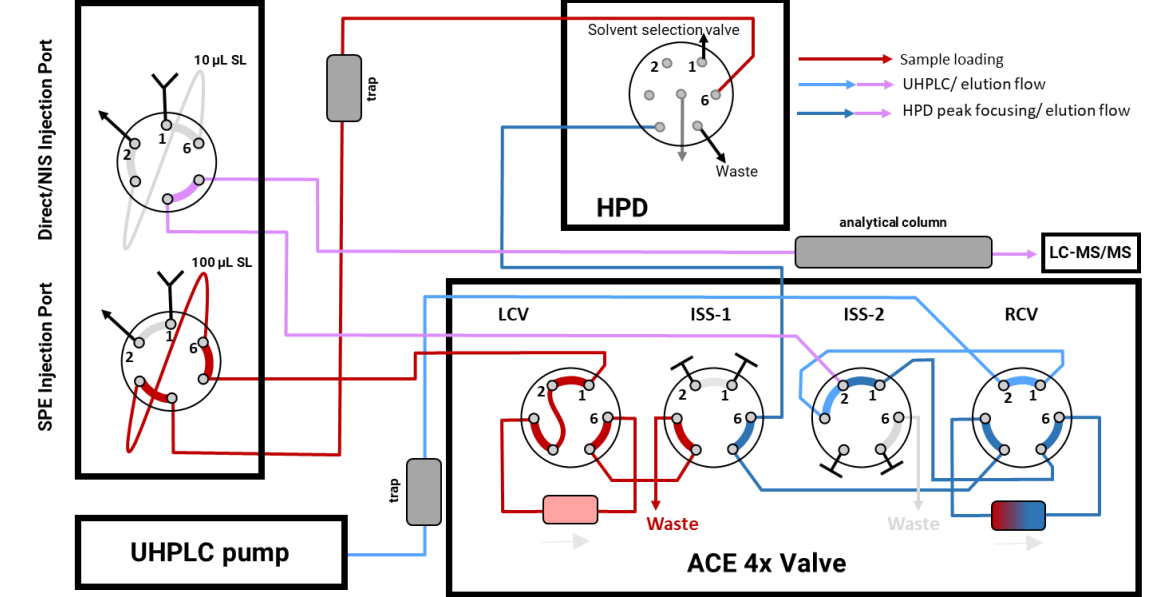 Direct/NIS Injection Port
SPE Injection Port
10 µL SL
1
2
6
100 µL SL
1
2
6
trap
Solvent selection valve
2
1
6
Waste
HPD
Sample loading
UHPLC/ elution flow
HPD peak focusing/ elution flow
analytical column
LC-MS/MS
LCV
ISS-1
ISS-2
RCV
2
1
6
2
1
6
2
1
6
2
1
6
trap
Waste
Waste
UHPLC pump
ACE 4x Valve